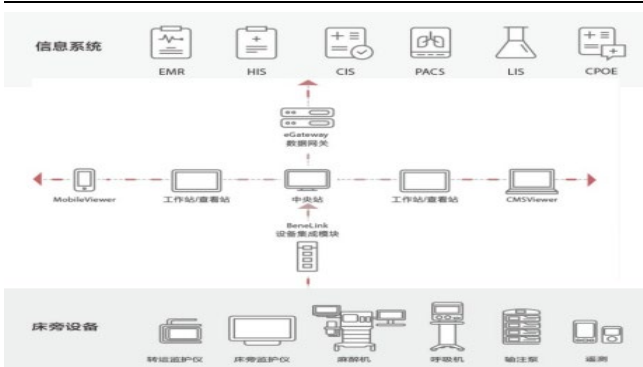 信息系统
EMR
HIS
CIS
PACS
LIS
CPOE
eGateway
数据网关
MobileViewer
工作站/查看站
中央站
工作站/查看站
CMSViewer
BeneLink
设备集成模块
床旁设备
转运监护仪
床旁监护仪
麻醉机
呼吸机
输注泵
遥测